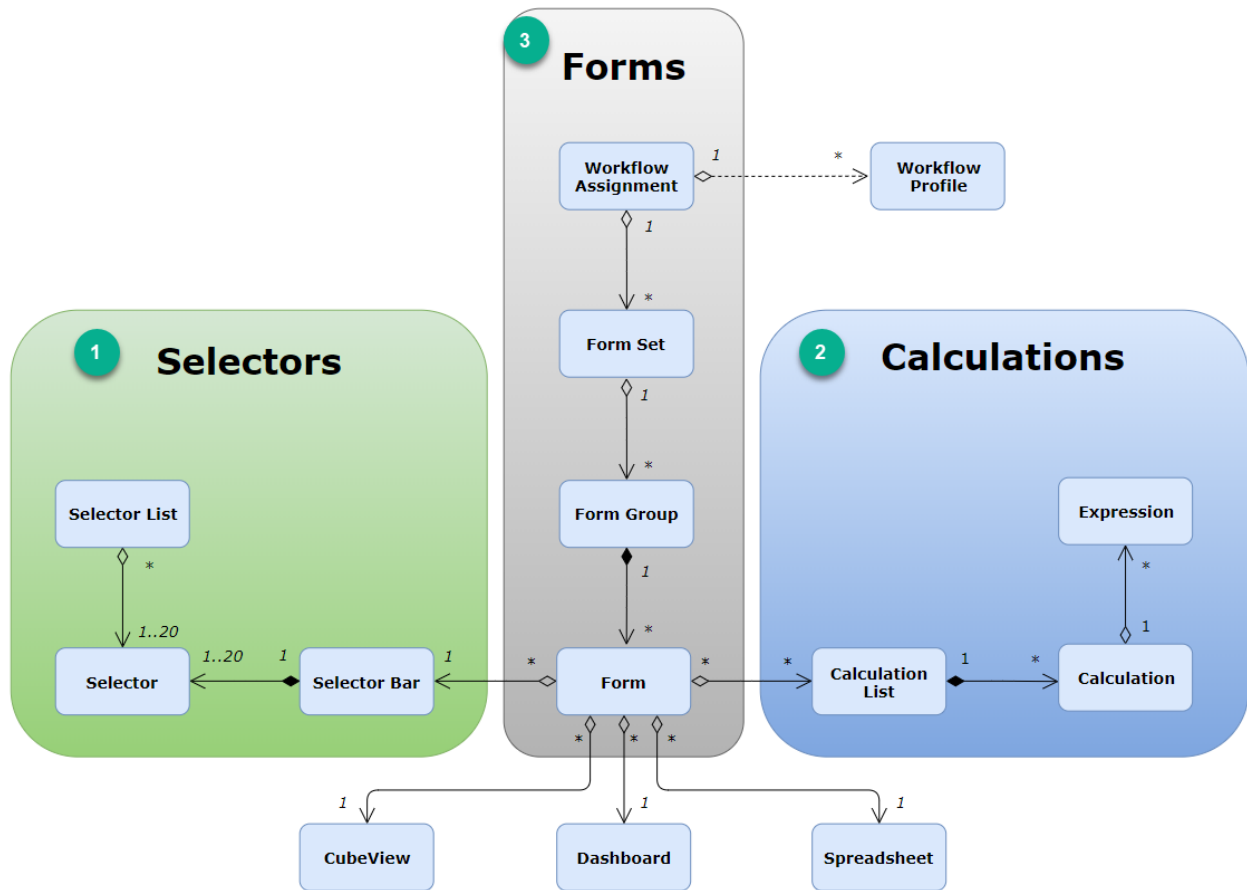 3
Forms
Workflow
Assignment
1
*
Workflow
Profile
1
*
1
Selectors
Form Set
2
Calculations
1
*
Selector List
Form Group
Expression
*
1
*
1..20
*
1
1..20
1
1
*
*
*
1
*
Selector
Selector Bar
Form
Calculation
List
Calculation
*
*
*
1
1
1
CubeView
Dashboard
Spreadsheet